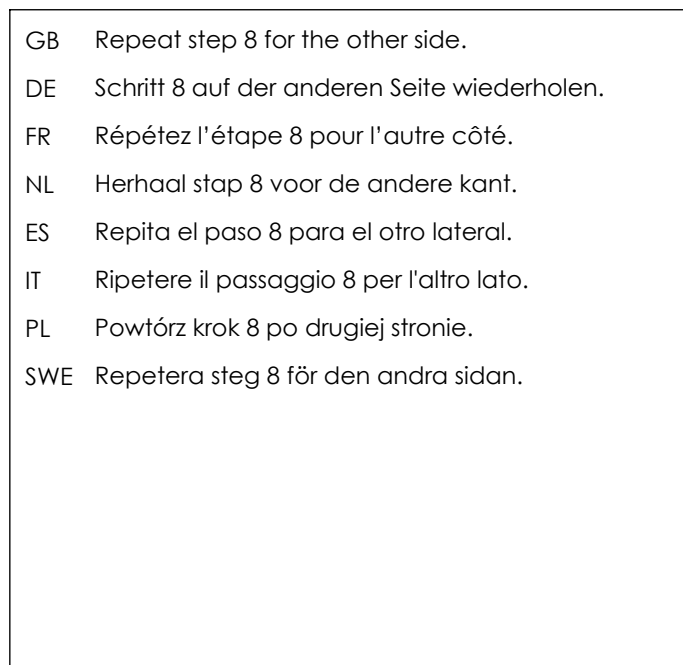 GB Repeat step 8 for the other side.
DE Schritt 8 auf der anderen Seite wiederholen.
FR Répétez l’étape 8 pour l’autre côté.
NL Herhaal stap 8 voor de andere kant.
ES Repita el paso 8 para el otro lateral.
IT Ripetere il passaggio 8 per l'altro lato.
PL Powtórz krok 8 po drugiej stronie.
SWE Repetera steg 8 för den andra sidan.